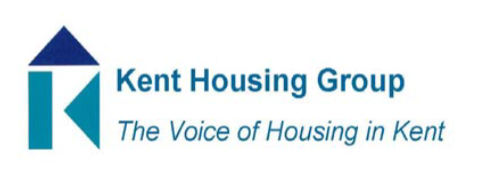 Kent Housing Group
The Voice of Housing in Kent